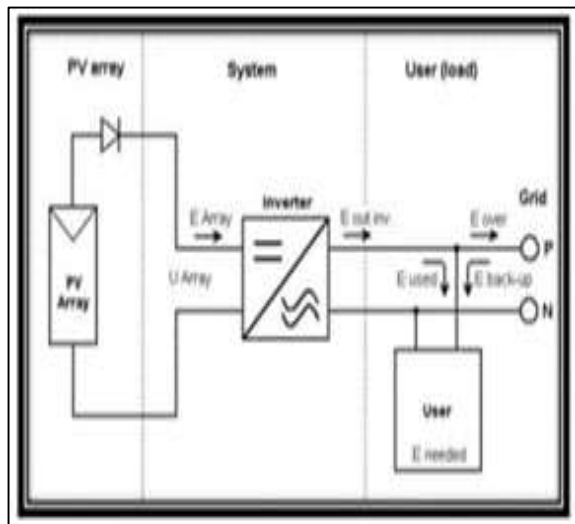 PV array
System
User (load)
Inverter
Grid
E Array
E out inv.
E over
P
U Array
E used
E back-up
PV
Array
N
User
E needed